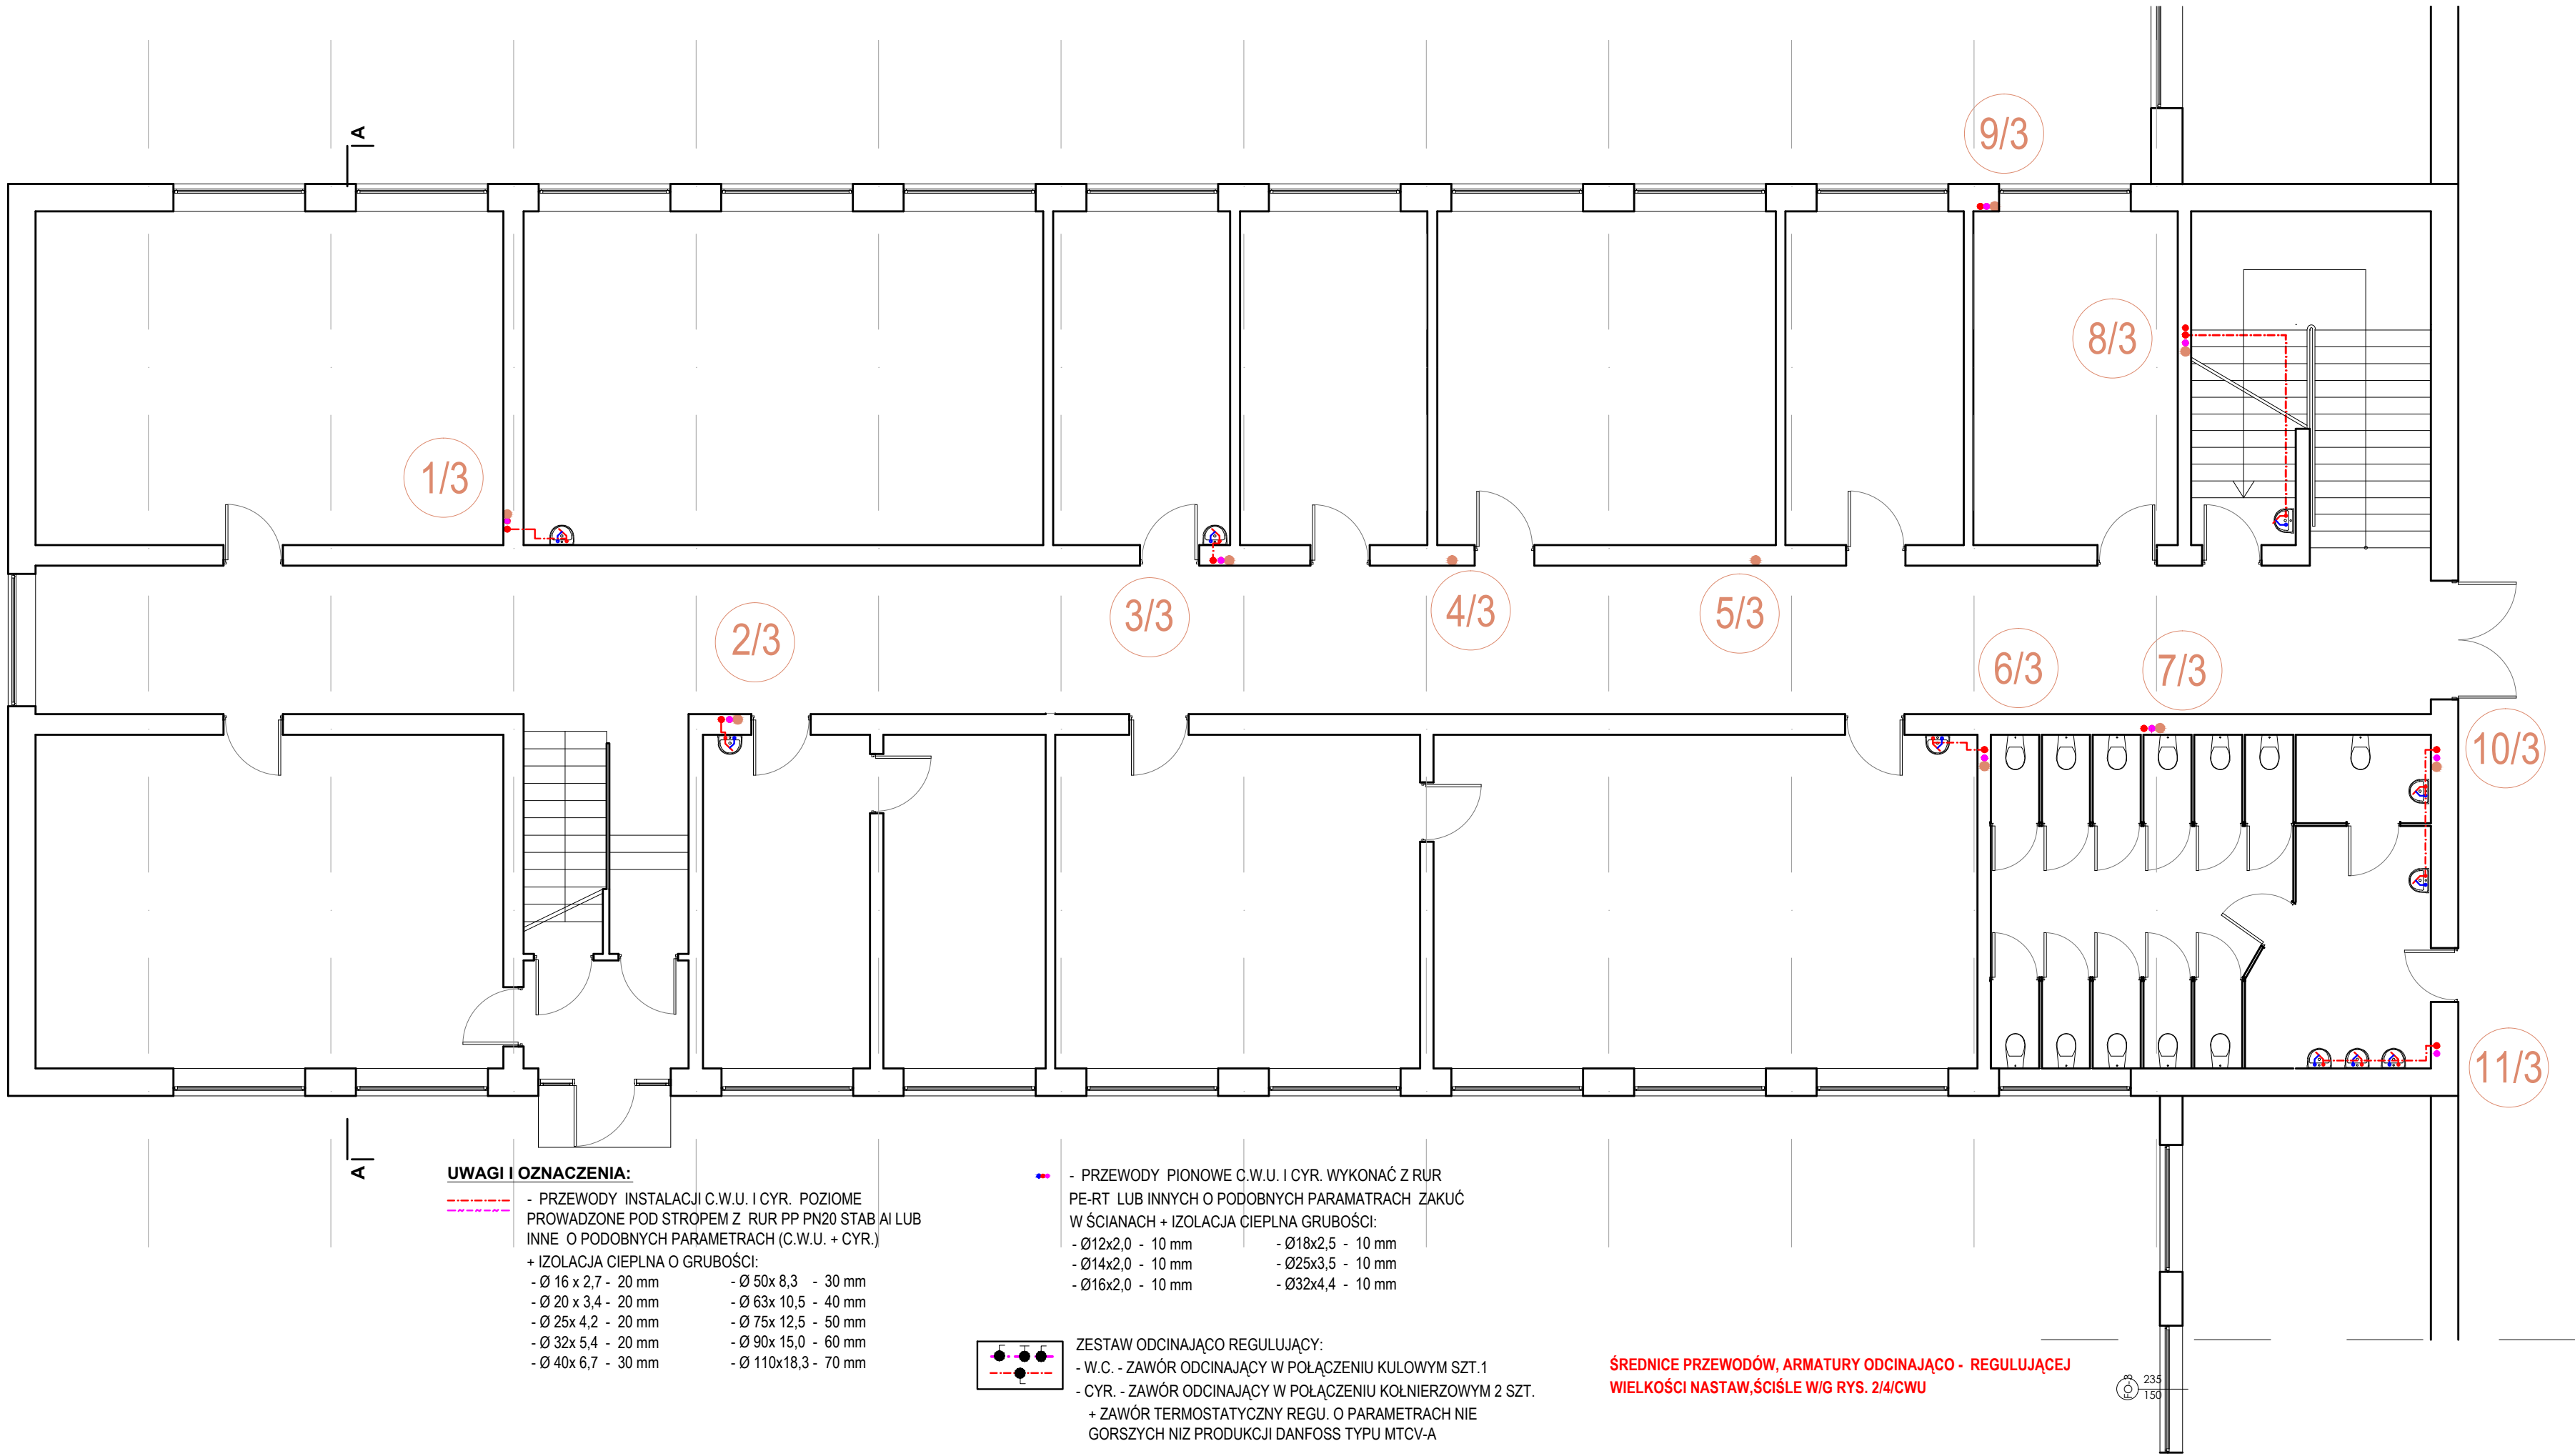 A
9/3
8/3
1/3
2/3
3/3
4/3
5/3
6/3
7/3
10/3
11/3
A
UWAGI I OZNACZENIA:
- PRZEWODY INSTALACJI C.W.U. I CYR. POZIOME
PROWADZONE POD STROPEM Z RUR PP PN20 STAB Al LUB
INNE O PODOBNYCH PARAMETRACH (C.W.U. + CYR.)
+ IZOLACJA CIEPLNA O GRUBOŚCI:
- Ø 16 x 2,7 - 20 mm
- Ø 20 x 3,4 - 20 mm
- Ø 25x 4,2 - 20 mm
- Ø 32x 5,4 - 20 mm
- Ø 40x 6,7 - 30 mm
- Ø 50x 8,3 - 30 mm
- Ø 63x 10,5 - 40 mm
- Ø 75x 12,5 - 50 mm
- Ø 90x 15,0 - 60 mm
- Ø 110x18,3 - 70 mm
- PRZEWODY PIONOWE C.W.U. I CYR. WYKONAĆ Z RUR
PE-RT LUB INNYCH O PODOBNYCH PARAMATRACH ZAKUĆ
W ŚCIANACH + IZOLACJA CIEPLNA GRUBOŚCI:
- Ø12x2,0 - 10 mm
- Ø14x2,0 - 10 mm
- Ø16x2,0 - 10 mm
- Ø18x2,5 - 10 mm
- Ø25x3,5 - 10 mm
- Ø32x4,4 - 10 mm
ZESTAW ODCINAJĄCO REGULUJĄCY:
- W.C. - ZAWÓR ODCINAJĄCY W POŁĄCZENIU KULOWYM SZT.1
- CYR. - ZAWÓR ODCINAJĄCY W POŁĄCZENIU KOŁNIERZOWYM 2 SZT.
+ ZAWÓR TERMOSTATYCZNY REGU. O PARAMETRACH NIE
GORSZYCH NIZ PRODUKCJI DANFOSS TYPU MTCV-A
ŚREDNICE PRZEWODÓW, ARMATURY ODCINAJĄCO - REGULUJĄCEJ
WIELKOŚCI NASTAW,ŚCIŚLE W/G RYS. 2/4/CWU
235
150